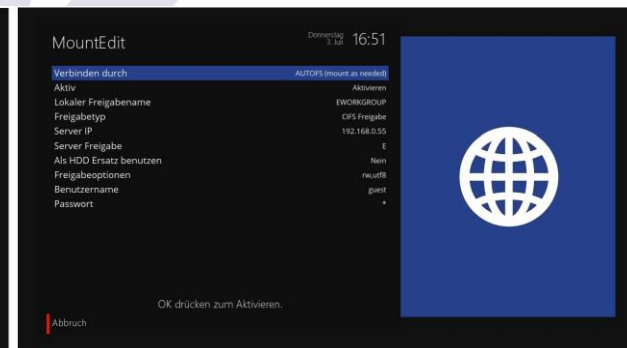 MountEdit
Donnerstag
3. Juli
16:51
Verbinden durch AUTOFS (mount as needed)
Aktiv Aktivieren
Lokaler Freigabename EWORKGROUP
Freigabetyp CIFS Freigabe
Server IP 192.168.0.55
Server Freigabe E
Als HDD Ersatz benutzen Nein
Freigabeoptionen rw,utf8
Benutzername guest
Passwort *
OK drücken zum Aktivieren.
Abbruch